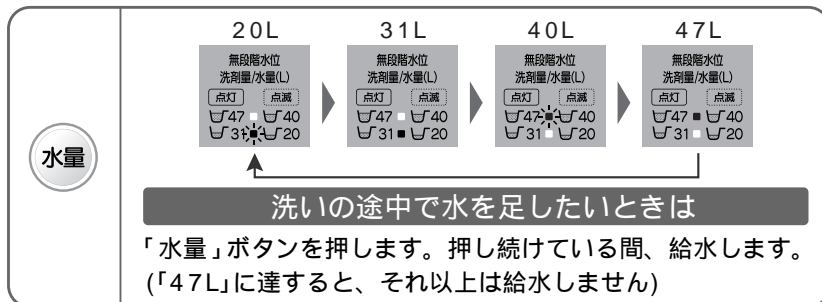 水量
20L 31L 40L 47L
無段階水位
洗剤量/水量(L)
点灯 点滅
47 40
31 20
無段階水位
洗剤量/水量(L)
点灯 点滅
47 40
31 20
無段階水位
洗剤量/水量(L)
点灯 点滅
47 40
31 20
無段階水位
洗剤量/水量(L)
点灯 点滅
47 40
31 20
洗いの途中で水を足したいときは
「水量」ボタンを押します。押し続けている間、給水します。
(「47L」に達すると、それ以上は給水しません)